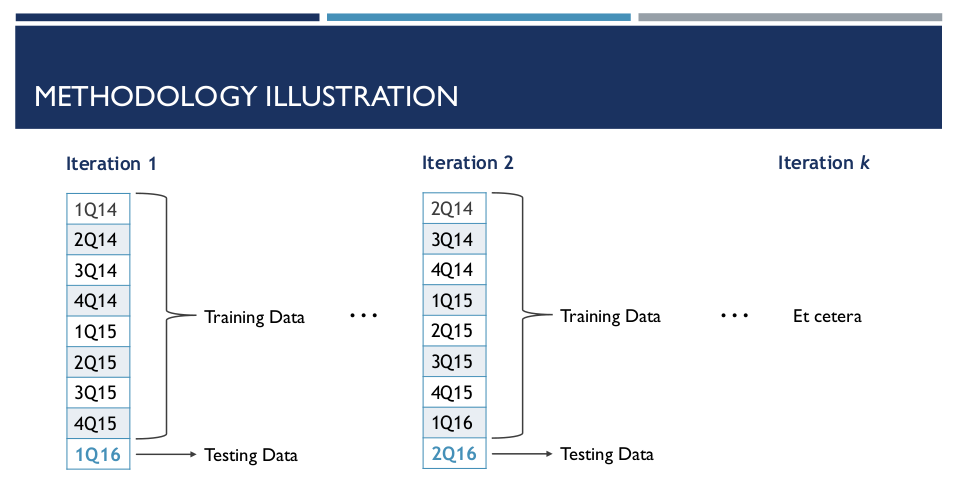 METHODOLOGY ILLUSTRATION
Iteration 1
1Q14
2Q14
3Q14
4Q14
1Q15
2Q15
3Q15
4Q15
1Q16
Training Data
Testing Data
...
Iteration 2
2Q14
3Q14
4Q14
1Q15
2Q15
3Q15
4Q15
1Q16
2Q16
Training Data
Testing Data
...
Iteration k
Et cetera